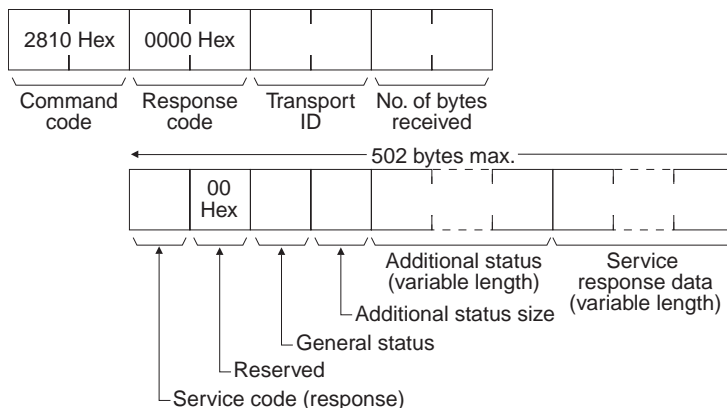 2810 Hex 0000 Hex
Command code
Response code
Transport ID
No. of bytes received
502 bytes max.
00 Hex
Additional status (variable length)
Service response data (variable length)
Additional status size
General status
Reserved
Service code (response)